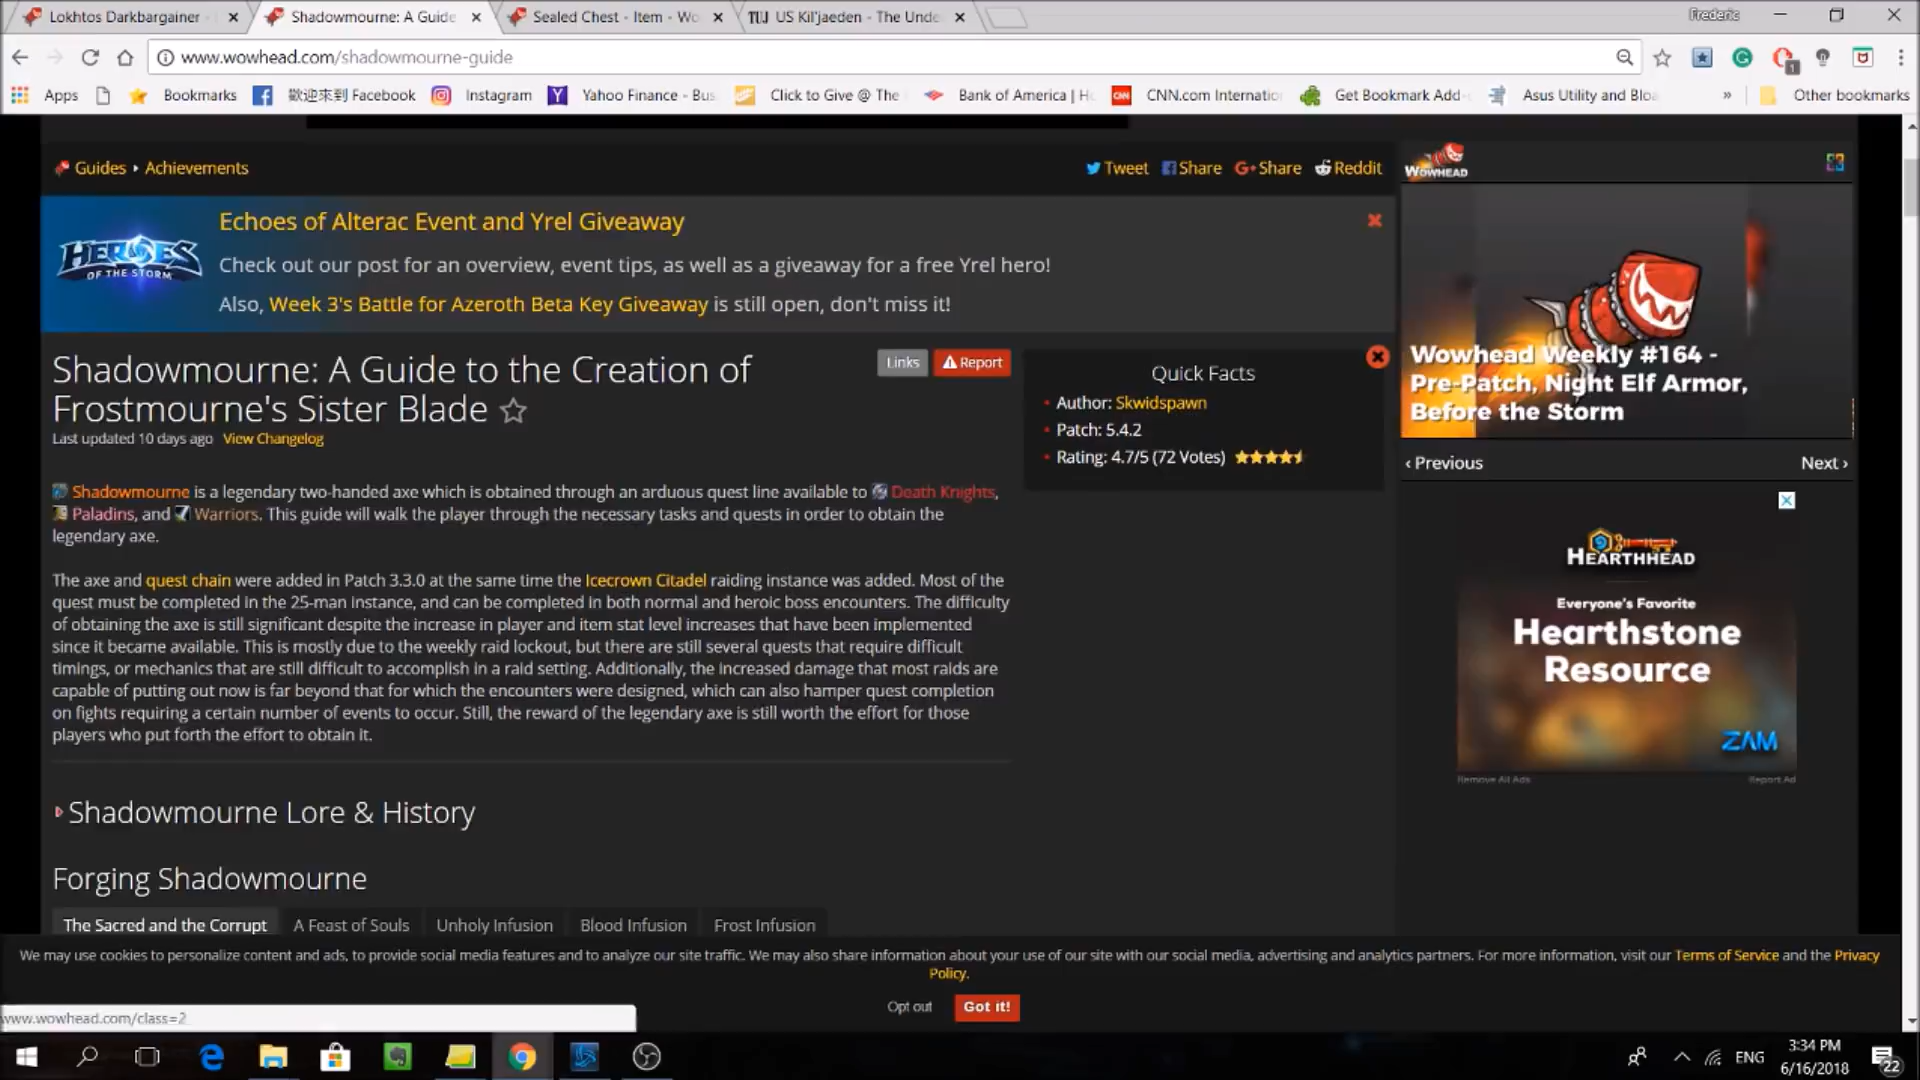 Lokhtos Darkbargainer
Shadowmourne: A Guide
Sealed Chest - Item - Wo
TUJ US Kil'jaeden - The Unde
Frederic
www.wowhead.com/shadowmourne-guide
1
Apps
Bookmarks
歡迎來到 Facebook
Instagram
Yahoo Finance - Bus
Click to Give @ The
Bank of America | H
CNN.com Internatio
Get Bookmark Add-
Asus Utility and Bloa
»
Other bookmarks
Guides ▸ Achievements
Tweet Share G+ Share Reddit
WOWHEAD
HEROES
OF THE STORM
Echoes of Alterac Event and Yrel Giveaway
Check out our post for an overview, event tips, as well as a giveaway for a free Yrel hero!
Also, Week 3's Battle for Azeroth Beta Key Giveaway is still open, don't miss it!
Shadowmourne: A Guide to the Creation of
Frostmourne's Sister Blade
Last updated 10 days ago View Changelog
Links Report
Quick Facts
Author: Skwidspawn
Patch: 5.4.2
Rating: 4.7/5 (72 Votes)
Wowhead Weekly #164 -
Pre-Patch, Night Elf Armor,
Before the Storm
‹ Previous Next ›
Shadowmourne is a legendary two-handed axe which is obtained through an arduous quest line available to Death Knights,
Paladins, and Warriors. This guide will walk the player through the necessary tasks and quests in order to obtain the
legendary axe.
The axe and quest chain were added in Patch 3.3.0 at the same time the Icecrown Citadel raiding instance was added. Most of the
quest must be completed in the 25-man instance, and can be completed in both normal and heroic boss encounters. The difficulty
of obtaining the axe is still significant despite the increase in player and item stat level increases that have been implemented
since it became available. This is mostly due to the weekly raid lockout, but there are still several quests that require difficult
timings, or mechanics that are still difficult to accomplish in a raid setting. Additionally, the increased damage that most raids are
capable of putting out now is far beyond that for which the encounters were designed, which can also hamper quest completion
on fights requiring a certain number of events to occur. Still, the reward of the legendary axe is still worth the effort for those
players who put forth the effort to obtain it.
HEARTHHEAD
Everyone's Favorite
Hearthstone
Resource
ZAM
Remove All Ads Report Ad
Shadowmourne Lore & History
Forging Shadowmourne
The Sacred and the Corrupt A Feast of Souls Unholy Infusion Blood Infusion Frost Infusion
We may use cookies to personalize content and ads, to provide social media features and to analyze our site traffic. We may also share information about your use of our site with our social media, advertising and analytics partners. For more information, visit our Terms of Service and the Privacy
Policy.
Opt out Got it!
www.wowhead.com/class=2
ENG
3:34 PM
6/16/2018
22